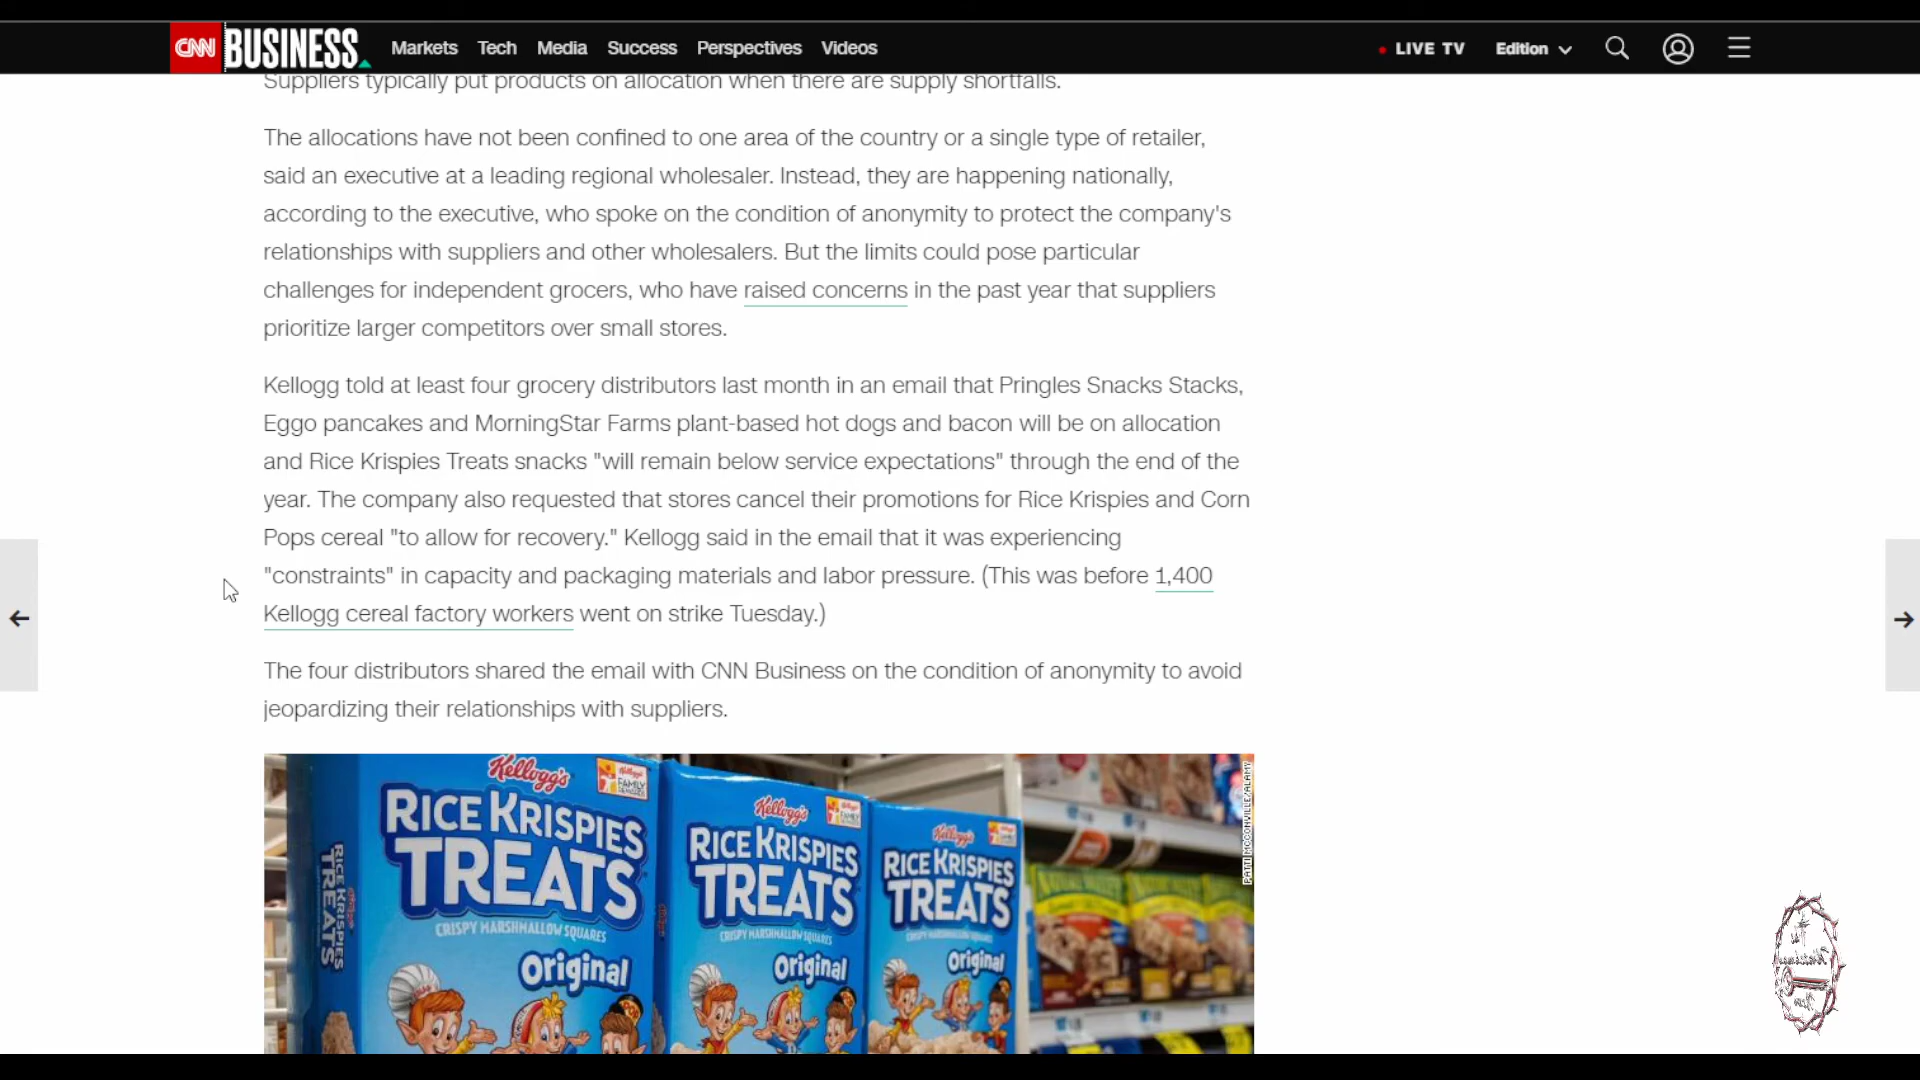 CNN BUSINESS Markets Tech Media Success Perspectives Videos LIVE TV Edition
Suppliers typically put products on allocation when there are supply shortfalls.
The allocations have not been confined to one area of the country or a single type of retailer,
said an executive at a leading regional wholesaler. Instead, they are happening nationally,
according to the executive, who spoke on the condition of anonymity to protect the company's
relationships with suppliers and other wholesalers. But the limits could pose particular
challenges for independent grocers, who have raised concerns in the past year that suppliers
prioritize larger competitors over small stores.
Kellogg told at least four grocery distributors last month in an email that Pringles Snacks Stacks,
Eggo pancakes and MorningStar Farms plant-based hot dogs and bacon will be on allocation
and Rice Krispies Treats snacks "will remain below service expectations" through the end of the
year. The company also requested that stores cancel their promotions for Rice Krispies and Corn
Pops cereal "to allow for recovery." Kellogg said in the email that it was experiencing
"constraints" in capacity and packaging materials and labor pressure. (This was before 1,400
Kellogg cereal factory workers went on strike Tuesday.)
The four distributors shared the email with CNN Business on the condition of anonymity to avoid
jeopardizing their relationships with suppliers.
Kellogg's
FAMILY
RICE KRISPIES
TREATS
CRISPY MARSHMALLOW SQUARES
Original
RICE KRISPIES
TREATS
Kellogg's
RICE KRISPIES
TREATS
CRISPY MARSHMALLOW SQUARES
Original
Kellogg's
RICE KRISPIES
TREATS
CRISPY MARSHMALLOW SQUARES
Original
PATTI MCCONVILLE/ALAMY